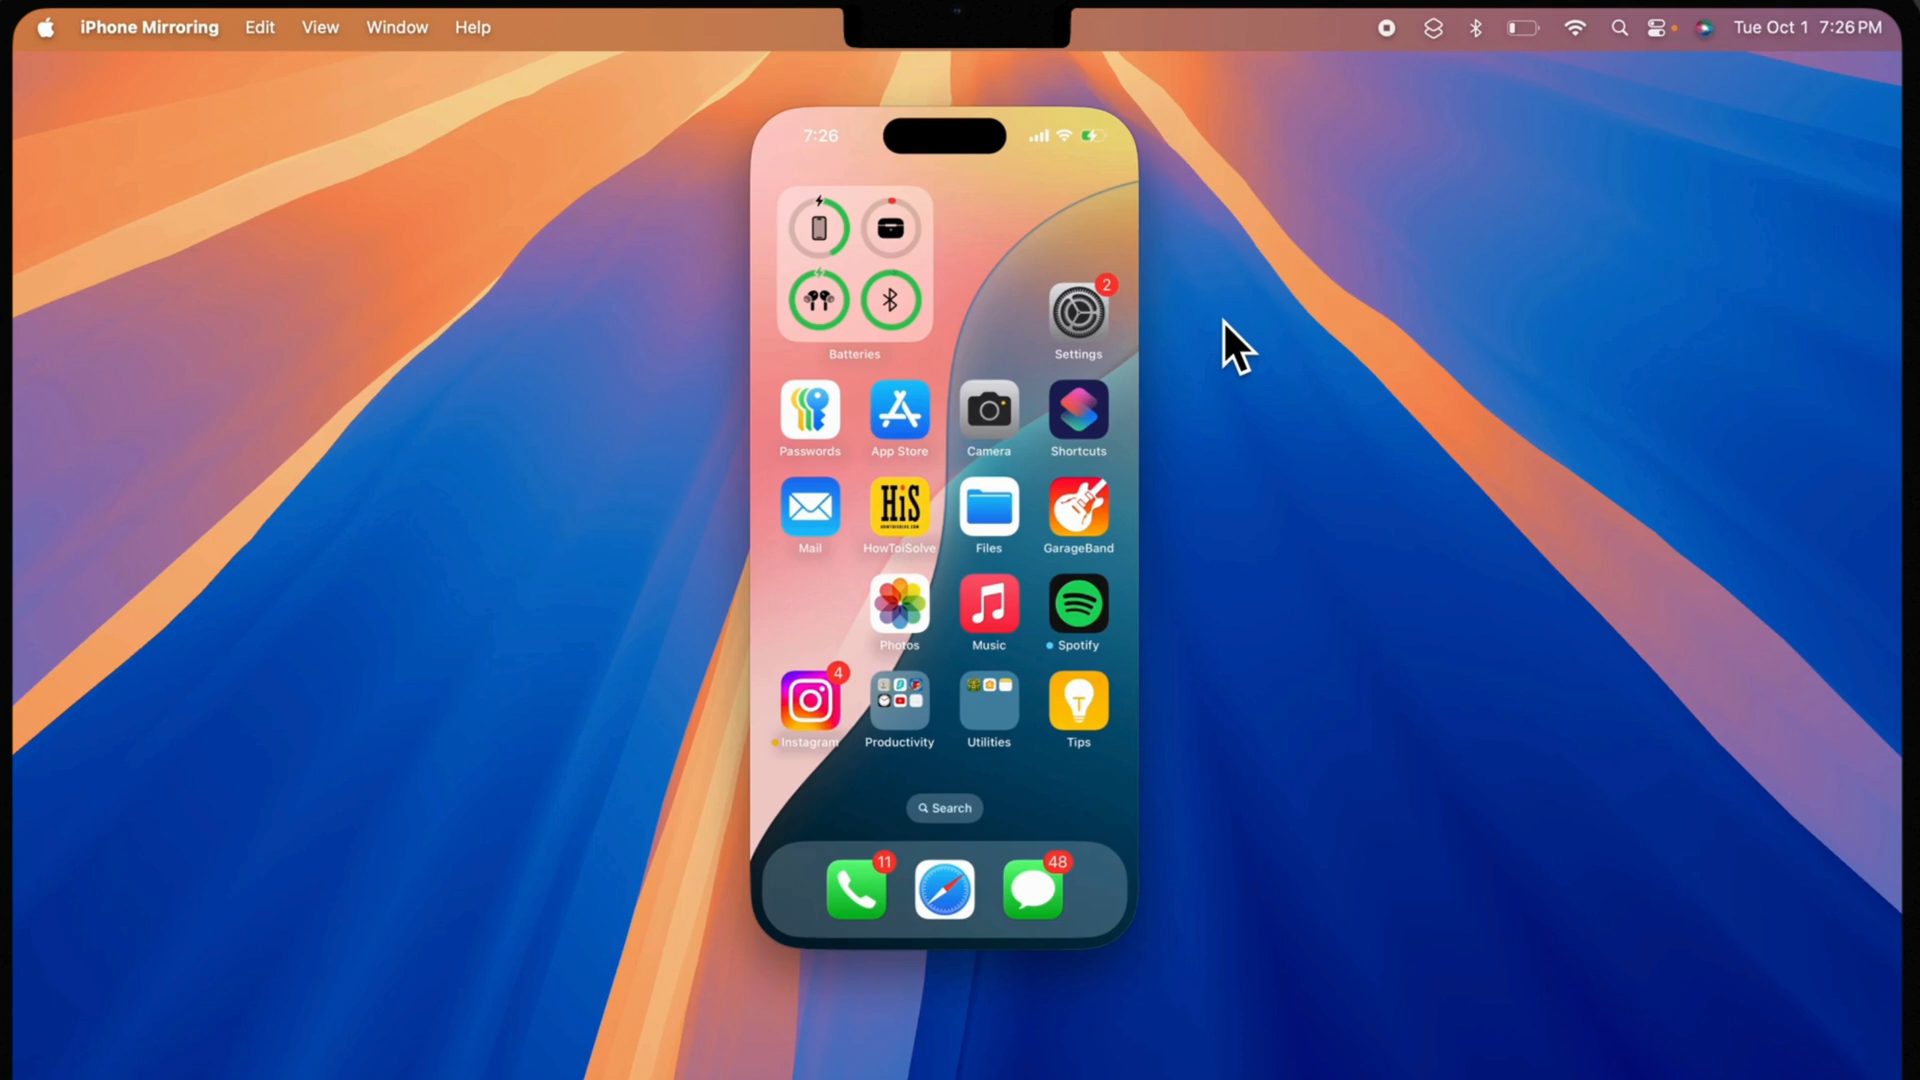 iPhone Mirroring Edit View Window Help Tue Oct 1 7:26 PM
7:26
Batteries
2
Settings
Passwords App Store Camera Shortcuts
HiS
HOWTOISOLVE.COM
Mail HowToiSolve Files GarageBand
Photos Music Spotify
4
T
Instagram Productivity Utilities Tips
Search
11 48